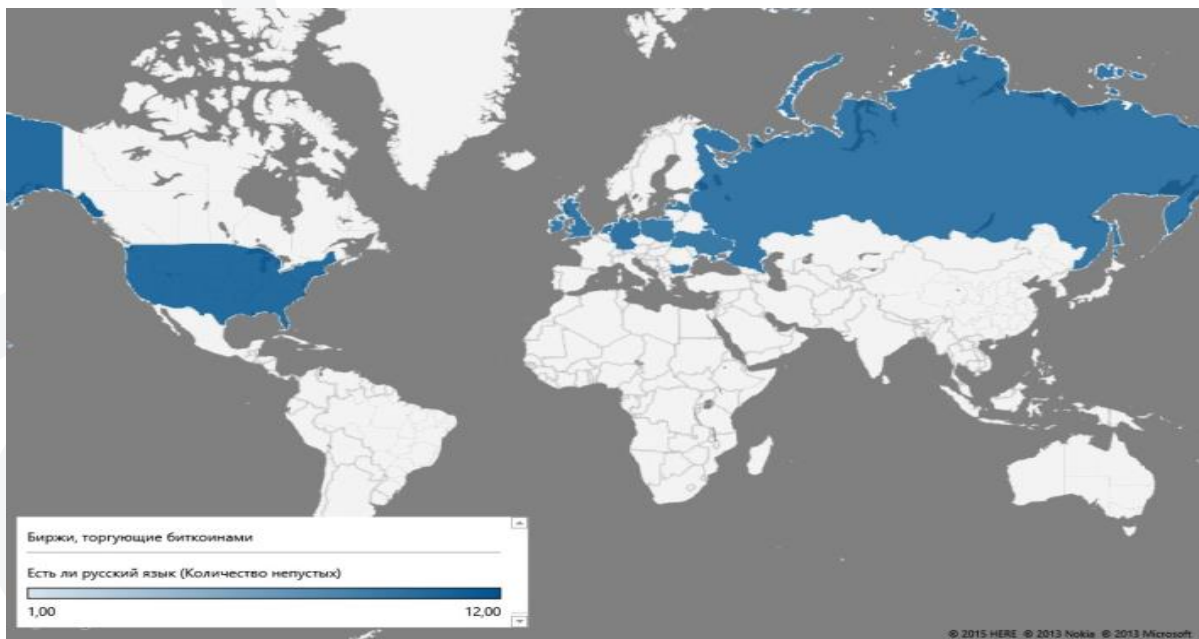 Биржи, торгующие биткоинами
Есть ли русский язык (Количество непустых)
1,00 12,00
© 2015 HERE © 2013 Nokia © 2013 Microsoft